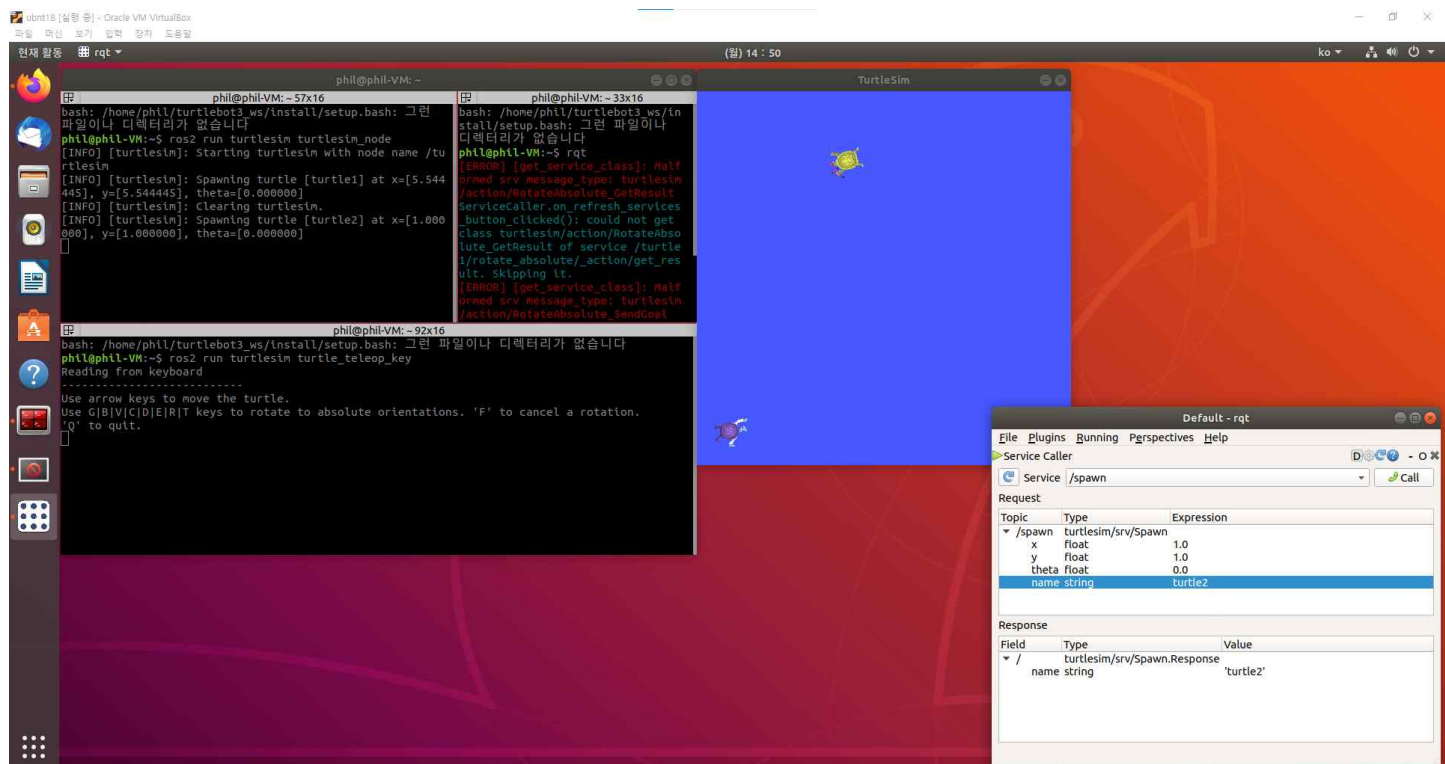 ubnt18 [실행 중] - Oracle VM VirtualBox
파일 머신 보기 입력 장치 도움말
현재 활동 rqt (월) 14 : 50 ko
phil@phil-VM: ~
phil@phil-VM: ~ 57x16
bash: /home/phil/turtlebot3_ws/install/setup.bash: 그런
파일이나 디렉터리가 없습니다
phil@phil-VM:~$ ros2 run turtlesim turtlesim_node
[INFO] [turtlesim]: Starting turtlesim with node name /tu
rtlesim
[INFO] [turtlesim]: Spawning turtle [turtle1] at x=[5.544
445], y=[5.544445], theta=[0.000000]
[INFO] [turtlesim]: Clearing turtlesim.
[INFO] [turtlesim]: Spawning turtle [turtle2] at x=[1.000
000], y=[1.000000], theta=[0.000000]
phil@phil-VM: ~ 33x16
bash: /home/phil/turtlebot3_ws/in
stall/setup.bash: 그런 파일이나
디렉터리가 없습니다
phil@phil-VM:~$ rqt
[ERROR] [get_service_class]: Malf
ormed srv message_type: turtlesim
/action/RotateAbsolute_GetResult
ServiceCaller.on_refresh_services
_button_clicked(): could not get
class turtlesim/action/RotateAbso
lute_GetResult of service /turtle
1/rotate_absolute/_action/get_res
ult. Skipping it.
[ERROR] [get_service_class]: Malf
ormed srv message_type: turtlesim
/action/RotateAbsolute_SendGoal
phil@phil-VM: ~ 92x16
bash: /home/phil/turtlebot3_ws/install/setup.bash: 그런 파일이나 디렉터리가 없습니다
phil@phil-VM:~$ ros2 run turtlesim turtle_teleop_key
Reading from keyboard
---------------------------
Use arrow keys to move the turtle.
Use G|B|V|C|D|E|R|T keys to rotate to absolute orientations. 'F' to cancel a rotation.
'Q' to quit.
TurtleSim
Default - rqt
File Plugins Running Perspectives Help
Service Caller D - O
Service /spawn Call
Request
Topic Type Expression
/spawn turtlesim/srv/Spawn
x float 1.0
y float 1.0
theta float 0.0
name string turtle2
Response
Field Type Value
/ turtlesim/srv/Spawn.Response
name string 'turtle2'